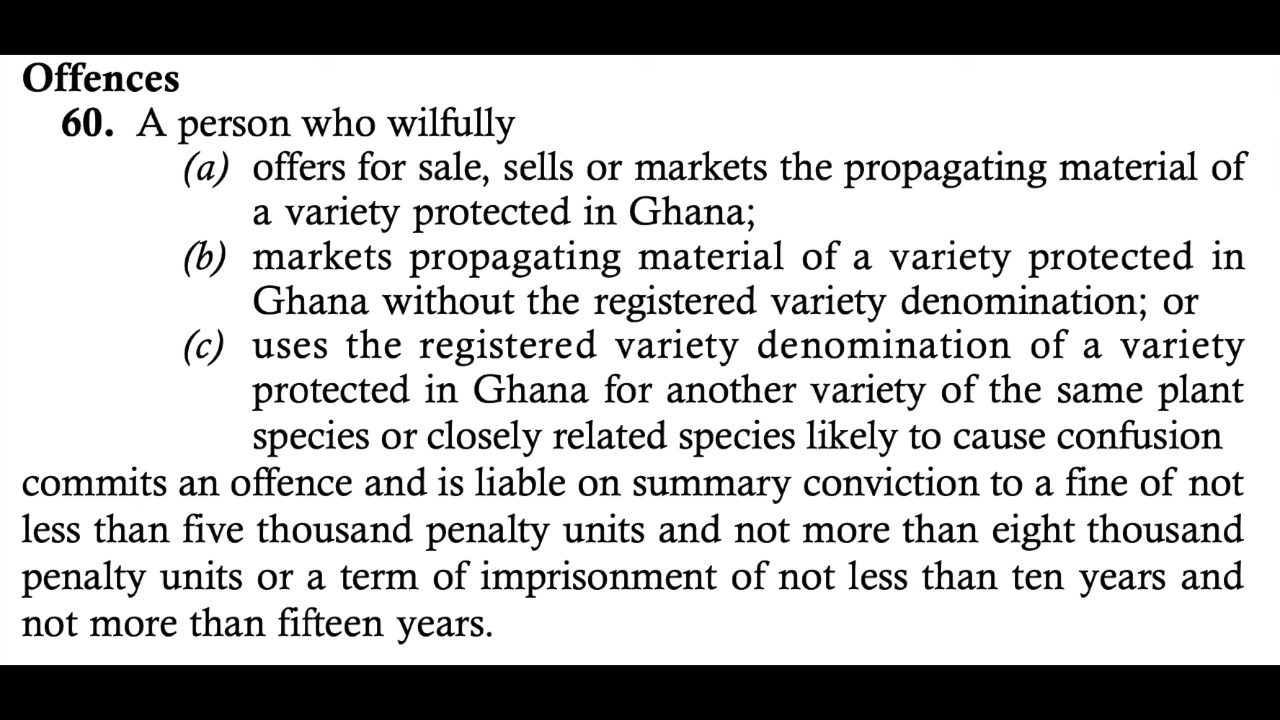 Offences
60. A person who wilfully
(a) offers for sale, sells or markets the propagating material of
a variety protected in Ghana;
(b) markets propagating material of a variety protected in
Ghana without the registered variety denomination; or
(c) uses the registered variety denomination of a variety
protected in Ghana for another variety of the same plant
species or closely related species likely to cause confusion
commits an offence and is liable on summary conviction to a fine of not
less than five thousand penalty units and not more than eight thousand
penalty units or a term of imprisonment of not less than ten years and
not more than fifteen years.